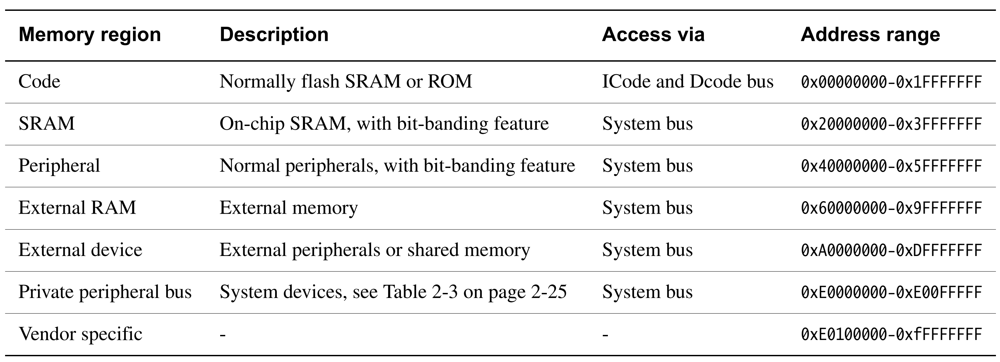 Memory region Description Access via Address range
Code Normally flash SRAM or ROM ICode and Dcode bus 0x00000000-0x1FFFFFFF
SRAM On-chip SRAM, with bit-banding feature System bus 0x20000000-0x3FFFFFFF
Peripheral Normal peripherals, with bit-banding feature System bus 0x40000000-0x5FFFFFFF
External RAM External memory System bus 0x60000000-0x9FFFFFFF
External device External peripherals or shared memory System bus 0xA0000000-0xDFFFFFFF
Private peripheral bus System devices, see Table 2-3 on page 2-25 System bus 0xE0000000-0xE00FFFFF
Vendor specific - - 0xE0100000-0xfFFFFFFF